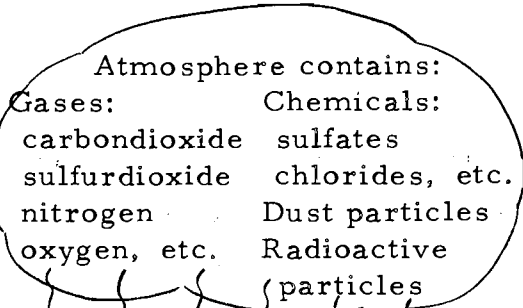 Atmosphere contains:
Gases: Chemicals:
carbondioxide sulfates
sulfurdioxide chlorides, etc.
nitrogen Dust particles
oxygen, etc. Radioactive
particles